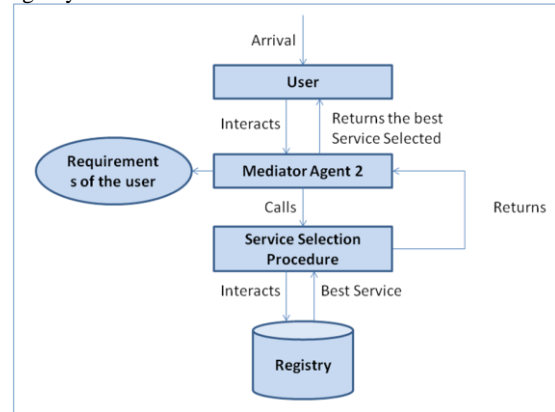 Arrival
User
Interacts
Returns the best
Service Selected
Requirement
s of the user
Mediator Agent 2
Calls
Returns
Service Selection
Procedure
Interacts
Best Service
Registry